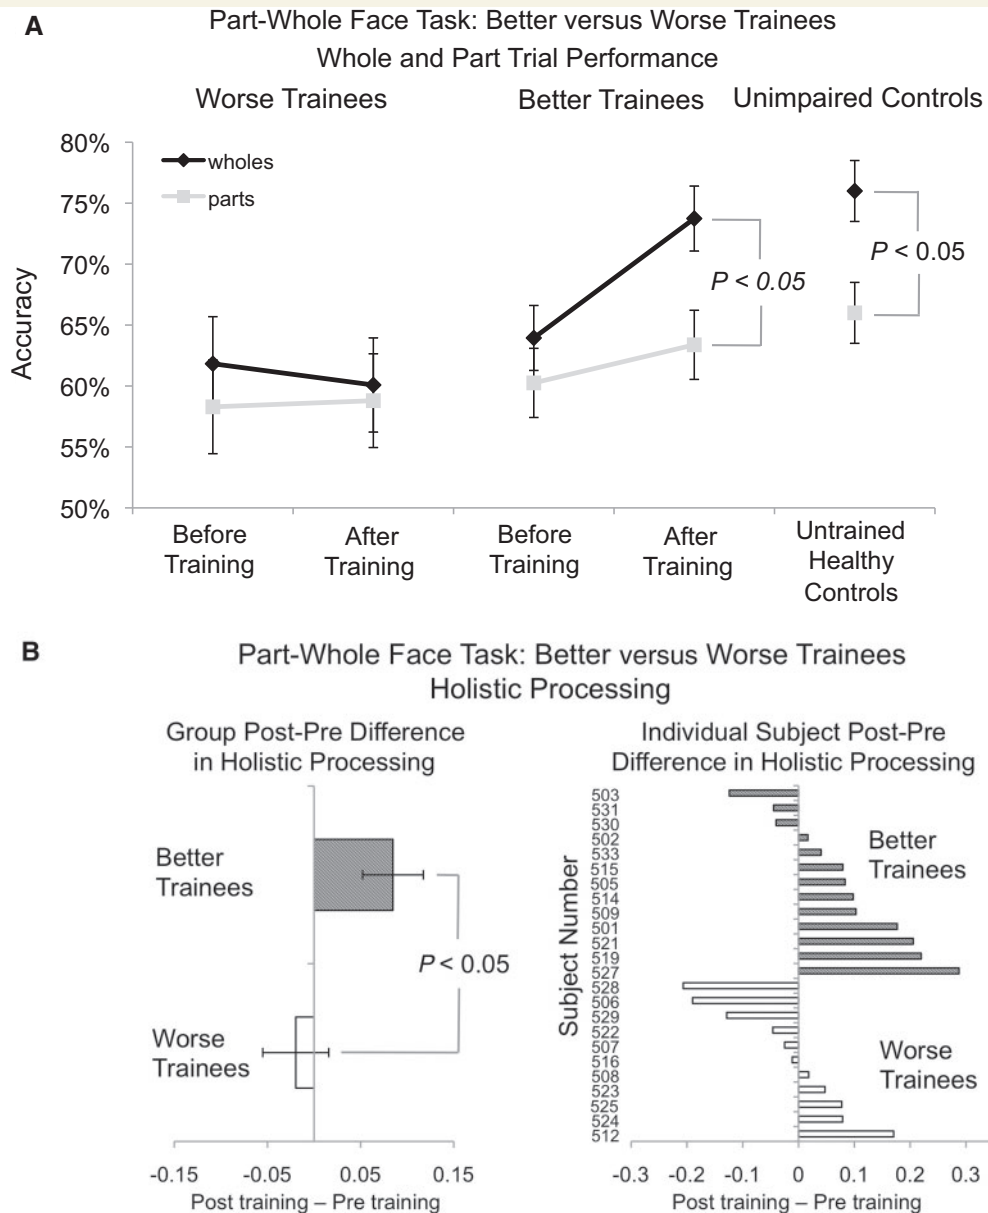 A
Part-Whole Face Task: Better versus Worse Trainees
Whole and Part Trial Performance
Worse Trainees
Better Trainees
Unimpaired Controls
80%
75%
70%
65%
60%
55%
50%
Accuracy
wholes
parts
P < 0.05
P < 0.05
Before
Training
After
Training
Before
Training
After
Training
Untrained
Healthy
Controls
B
Part-Whole Face Task: Better versus Worse Trainees
Holistic Processing
Group Post-Pre Difference
in Holistic Processing
Better
Trainees
Worse
Trainees
P < 0.05
-0.15
-0.05
0.05
0.15
Post training – Pre training
Individual Subject Post-Pre
Difference in Holistic Processing
Subject Number
503
531
530
502
533
515
505
514
509
501
521
519
527
528
506
529
522
507
516
508
523
525
524
512
Better
Trainees
Worse
Trainees
-0.3
-0.2
-0.1
0
0.1
0.2
0.3
Post training – Pre training